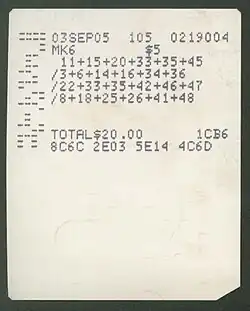 03SEP05 105 0219004
MK6 $5
11+15+20+33+35+45
/3+6+14+16+34+36
/22+33+35+42+46+47
/8+18+25+26+41+48
TOTAL$20.00 1CB6
8C6C 2E03 5E14 4C6D